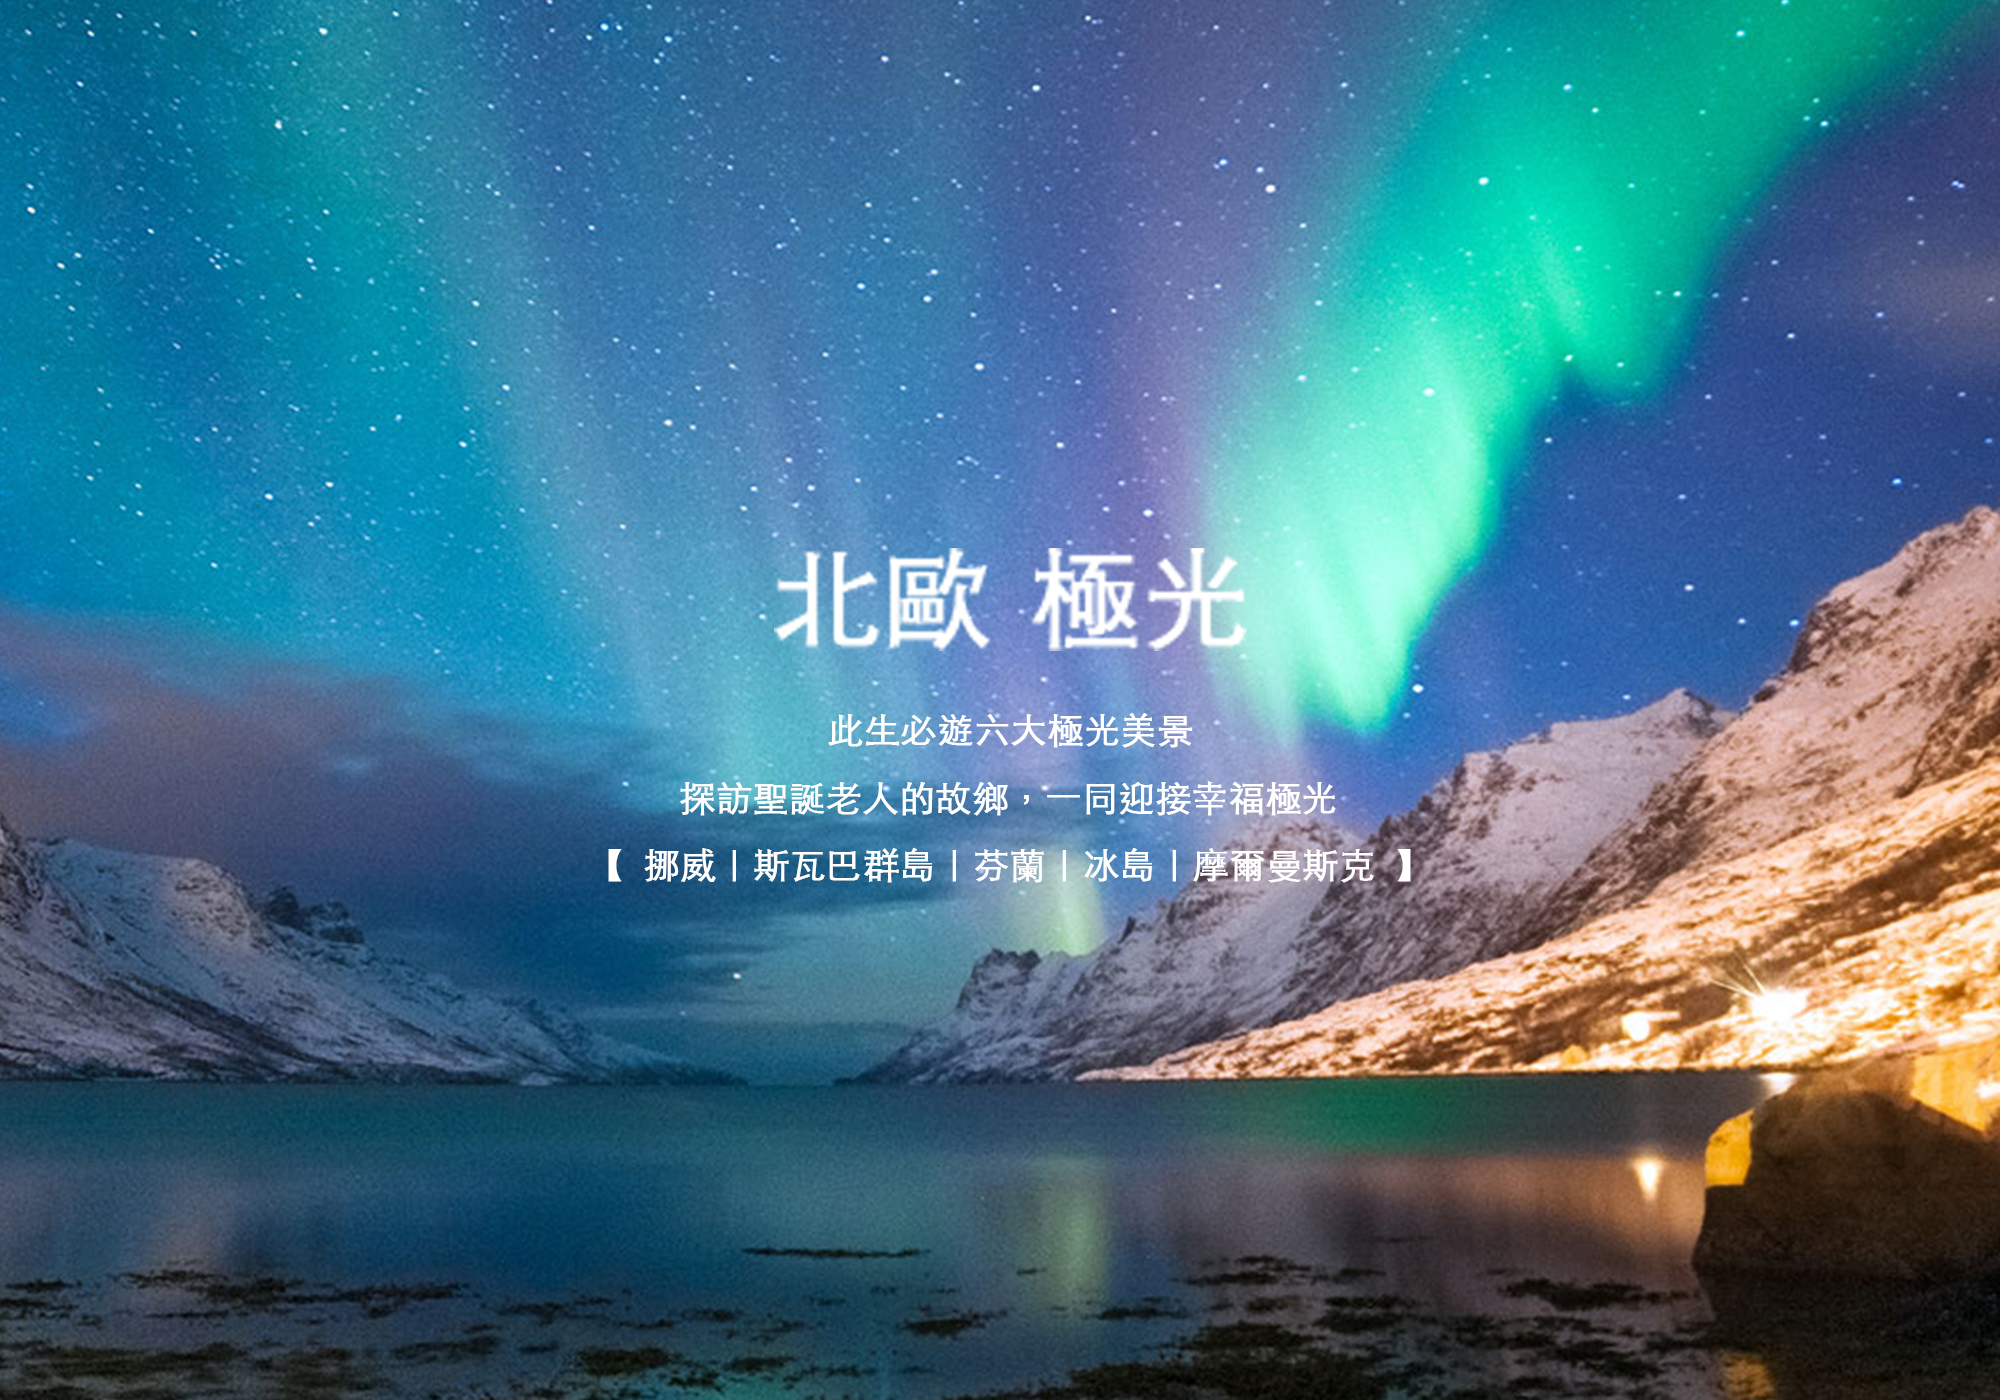 北歐 極光
此生必遊六大極光美景
探訪聖誕老人的故鄉，一同迎接幸福極光
【 挪威｜斯瓦巴群島｜芬蘭｜冰島｜摩爾曼斯克 】